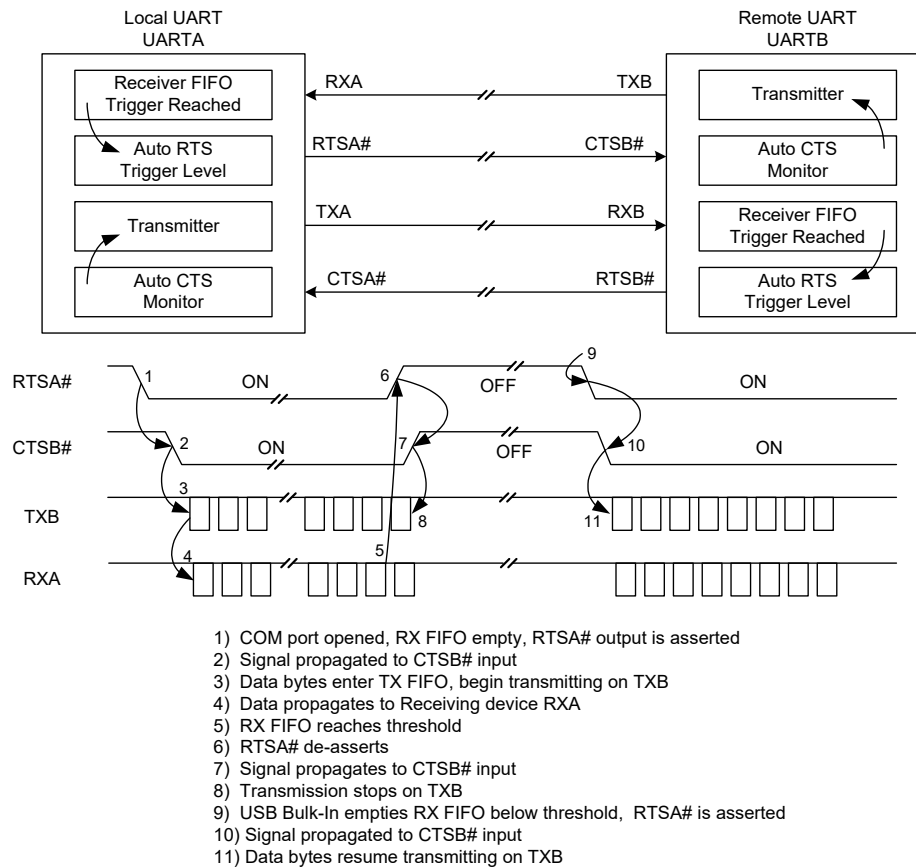 Local UART
UARTA
Remote UART
UARTB
Receiver FIFO
Trigger Reached
Auto RTS
Trigger Level
Transmitter
Auto CTS
Monitor
RXA
TXB
RTSA#
CTSB#
TXA
RXB
CTSA#
RTSB#
Transmitter
Auto CTS
Monitor
Receiver FIFO
Trigger Reached
Auto RTS
Trigger Level
RTSA#
1
ON
6
OFF
9
ON
CTSB#
2
ON
7
OFF
10
ON
TXB
3
8
11
RXA
4
5
1) COM port opened, RX FIFO empty, RTSA# output is asserted
2) Signal propagated to CTSB# input
3) Data bytes enter TX FIFO, begin transmitting on TXB
4) Data propagates to Receiving device RXA
5) RX FIFO reaches threshold
6) RTSA# de-asserts
7) Signal propagates to CTSB# input
8) Transmission stops on TXB
9) USB Bulk-In empties RX FIFO below threshold, RTSA# is asserted
10) Signal propagated to CTSB# input
11) Data bytes resume transmitting on TXB